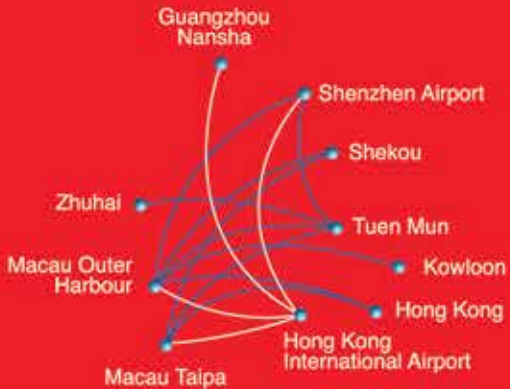 Guangzhou
Nansha
Shenzhen Airport
Shekou
Zhuhai
Tuen Mun
Macau Outer
Harbour
Kowloon
Hong Kong
Hong Kong
International Airport
Macau Taipa